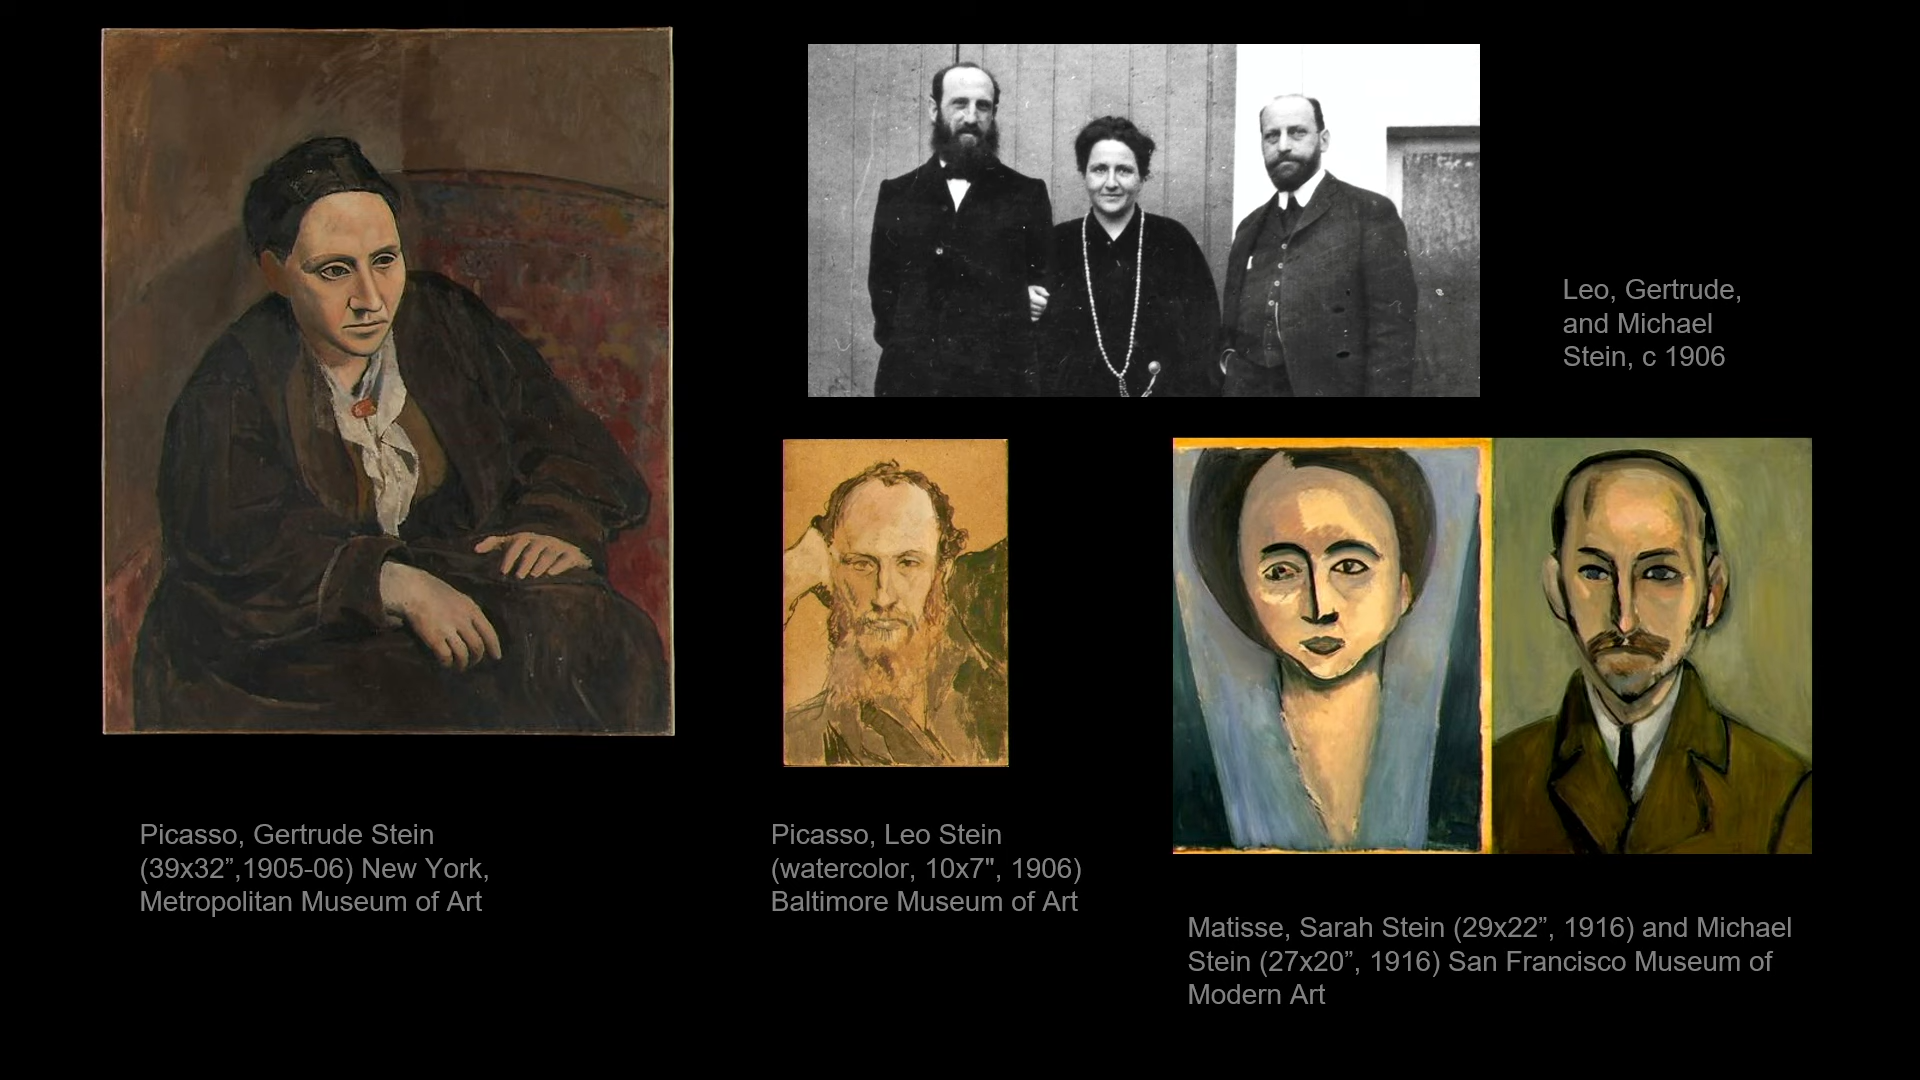 Leo, Gertrude,
and Michael
Stein, c 1906
Picasso, Gertrude Stein
(39x32”,1905-06) New York,
Metropolitan Museum of Art
Picasso, Leo Stein
(watercolor, 10x7", 1906)
Baltimore Museum of Art
Matisse, Sarah Stein (29x22”, 1916) and Michael
Stein (27x20”, 1916) San Francisco Museum of
Modern Art